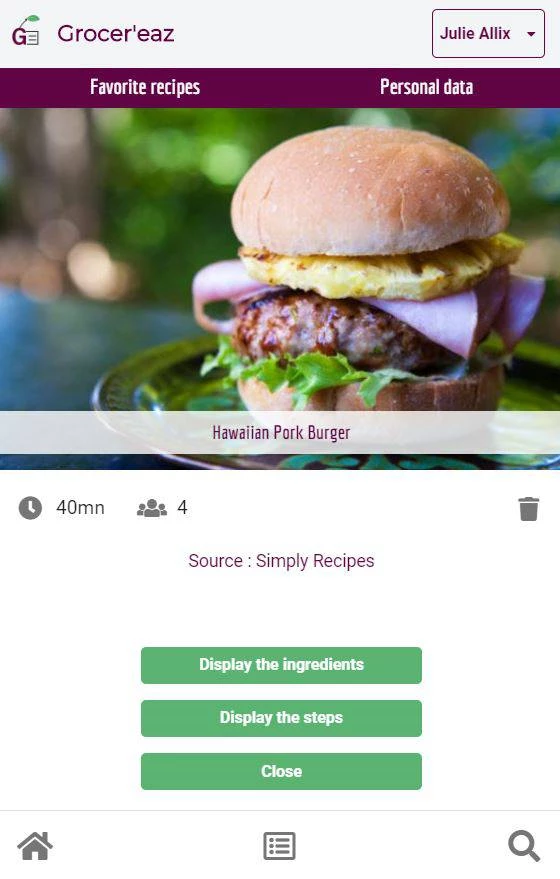 Grocer'eaz
Julie Allix
Favorite recipes Personal data
Hawaiian Pork Burger
40mn 4
Source : Simply Recipes
Display the ingredients
Display the steps
Close